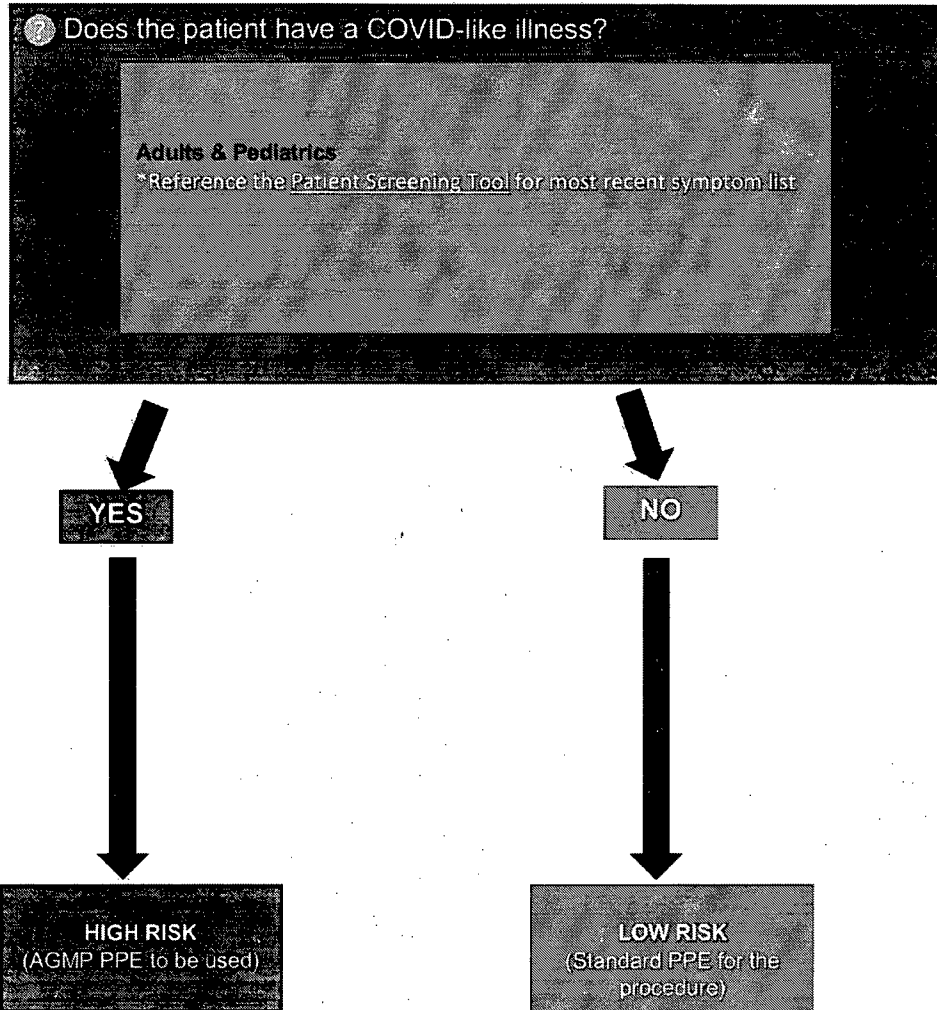 ? Does the patient have a COVID-like illness?
Adults & Pediatrics
*Reference the Patient Screening Tool for most recent symptom list
YES
NO
HIGH RISK
(AGMP PPE to be used)
LOW RISK
(Standard PPE for the
procedure)